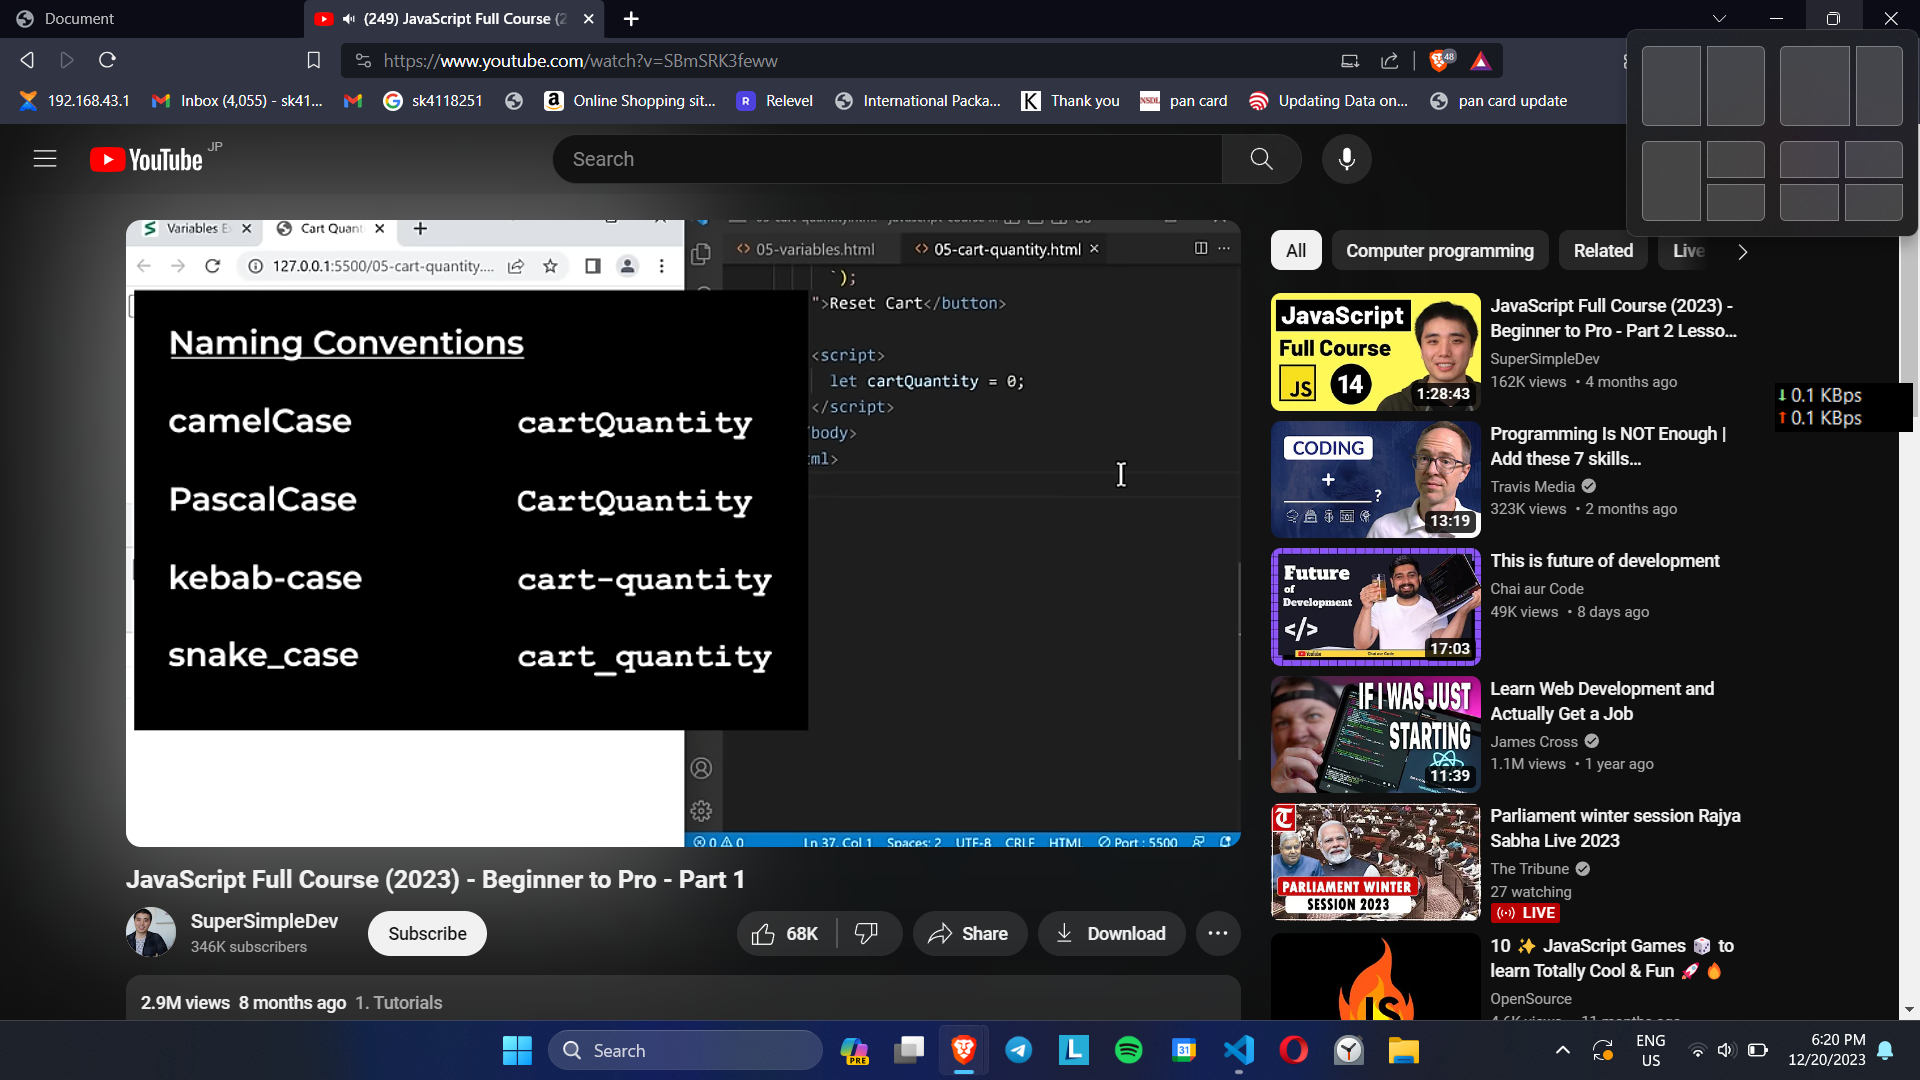 Document
(249) JavaScript Full Course (2
https://www.youtube.com/watch?v=SBmSRK3feww
48
192.168.43.1
Inbox (4,055) - sk41...
sk4118251
Online Shopping sit...
R
Relevel
International Packa...
K
Thank you
NSDL
pan card
Updating Data on...
pan card update
YouTube JP
Search
Variables E
Cart Quant
127.0.0.1:5500/05-cart-quantity....
05-variables.html
05-cart-quantity.html
`);
">Reset Cart</button>
<script>
let cartQuantity = 0;
</script>
Naming Conventions
camelCase cartQuantity
PascalCase CartQuantity
kebab-case cart-quantity
snake_case cart_quantity
0 0 Ln 37, Col 1 Spaces: 2 UTF-8 CRLF HTML Port : 5500
JavaScript Full Course (2023) - Beginner to Pro - Part 1
SuperSimpleDev
346K subscribers
Subscribe
68K
Share
Download
2.9M views 8 months ago 1. Tutorials
All
Computer programming
Related
Live
JavaScript
Full Course
JS
14
1:28:43
JavaScript Full Course (2023) -
Beginner to Pro - Part 2 Lesso...
SuperSimpleDev
162K views • 4 months ago
↓ 0.1 KBps
↑ 0.1 KBps
CODING
+
?
13:19
Programming Is NOT Enough |
Add these 7 skills...
Travis Media
323K views • 2 months ago
Future
of
Development
</>
17:03
This is future of development
Chai aur Code
49K views • 8 days ago
IF I WAS JUST
STARTING
11:39
Learn Web Development and
Actually Get a Job
James Cross
1.1M views • 1 year ago
T
PARLIAMENT WINTER
SESSION 2023
Parliament winter session Rajya
Sabha Live 2023
The Tribune
27 watching
LIVE
JS
10 ✨ JavaScript Games 🎲 to
learn Totally Cool & Fun 🚀 🔥
OpenSource
Search
PRE
L
31
ENG
US
6:20 PM
12/20/2023